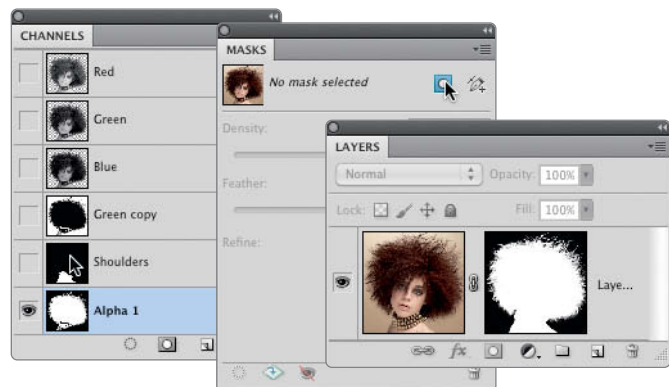 CHANNELS
Red
Green
Blue
Green copy
Shoulders
Alpha 1
MASKS
No mask selected
Density:
Feather:
Refine:
LAYERS
Normal
Opacity: 100%
Lock:
Fill: 100%
Laye...
fx